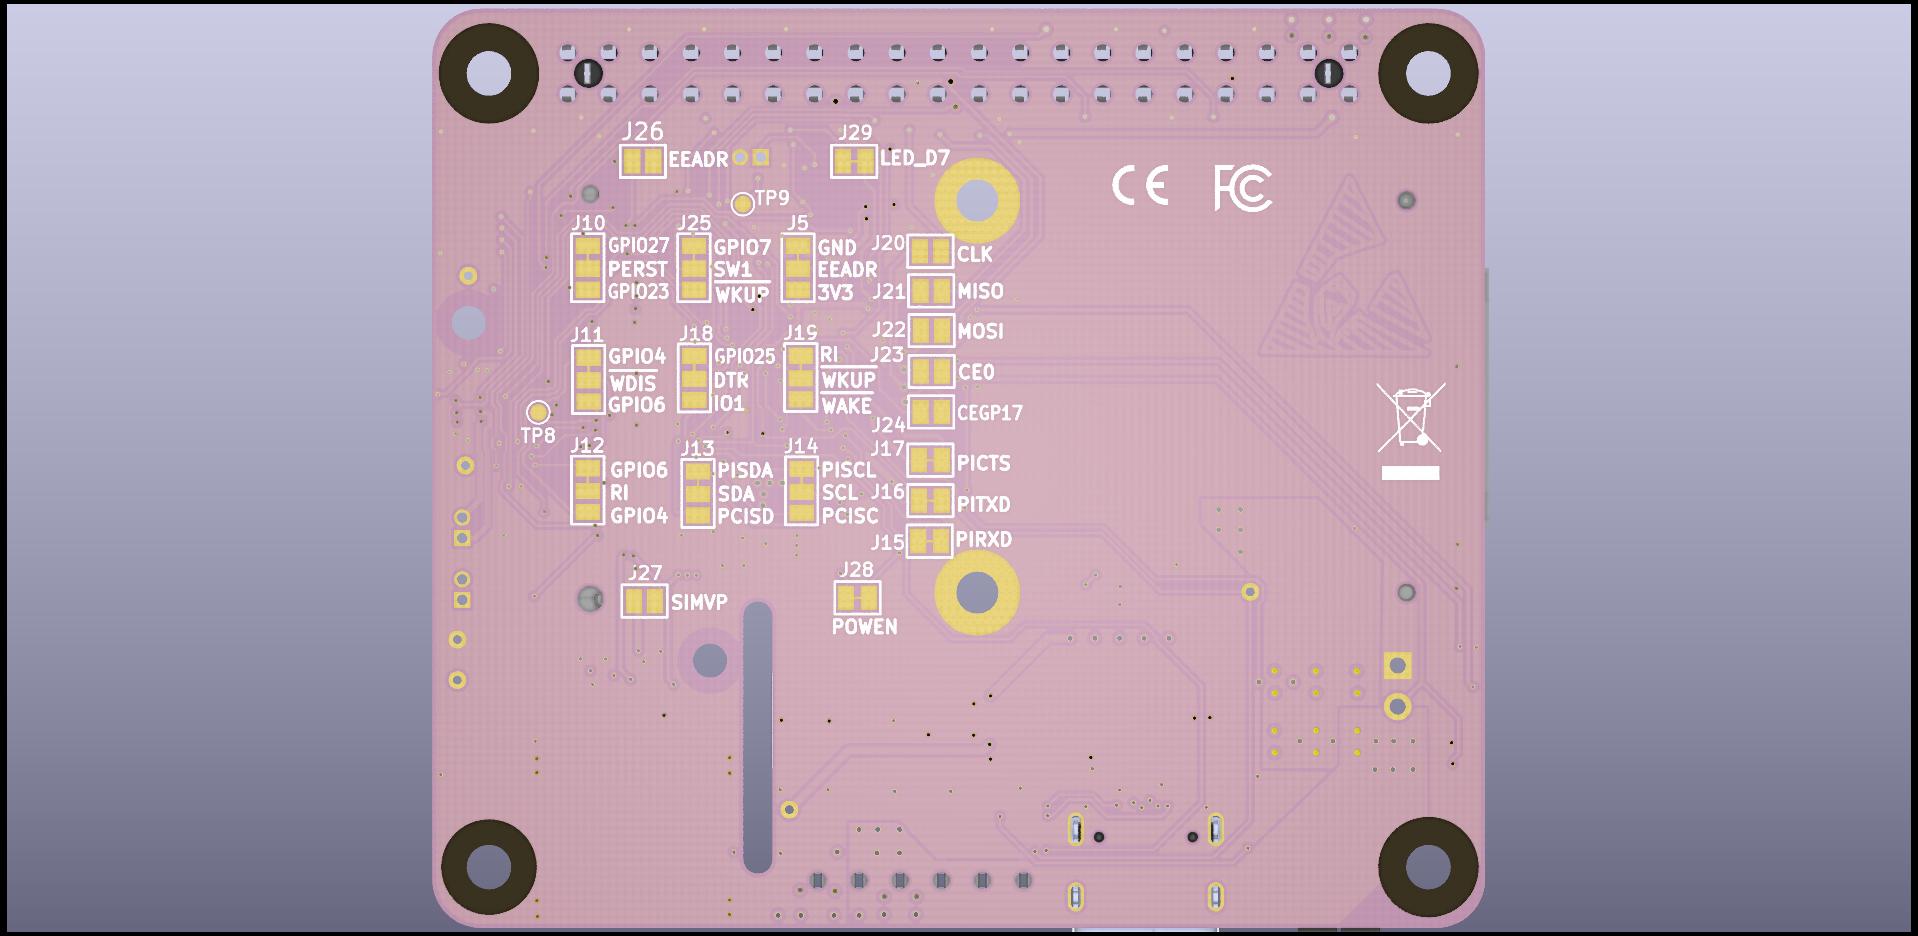 J26
EEADR
J29
LED_D7
CE FC
TP9
J10
GPIO27
PERST
GPIO23
J25
GPIO7
SW1
WKUP
J5
GND
EEADR
3V3
J20
CLK
J21
MISO
J22
MOSI
J23
CE0
J24
CEGP17
J11
GPIO4
WDIS
GPIO6
J18
GPIO25
DTR
IO1
J19
RI
WKUP
WAKE
TP8
J12
GPIO6
RI
GPIO4
J13
PISDA
SDA
PCISD
J14
PISCL
SCL
PCISC
J17
PICTS
J16
PITXD
J15
PIRXD
J27
SIMVP
J28
POWEN